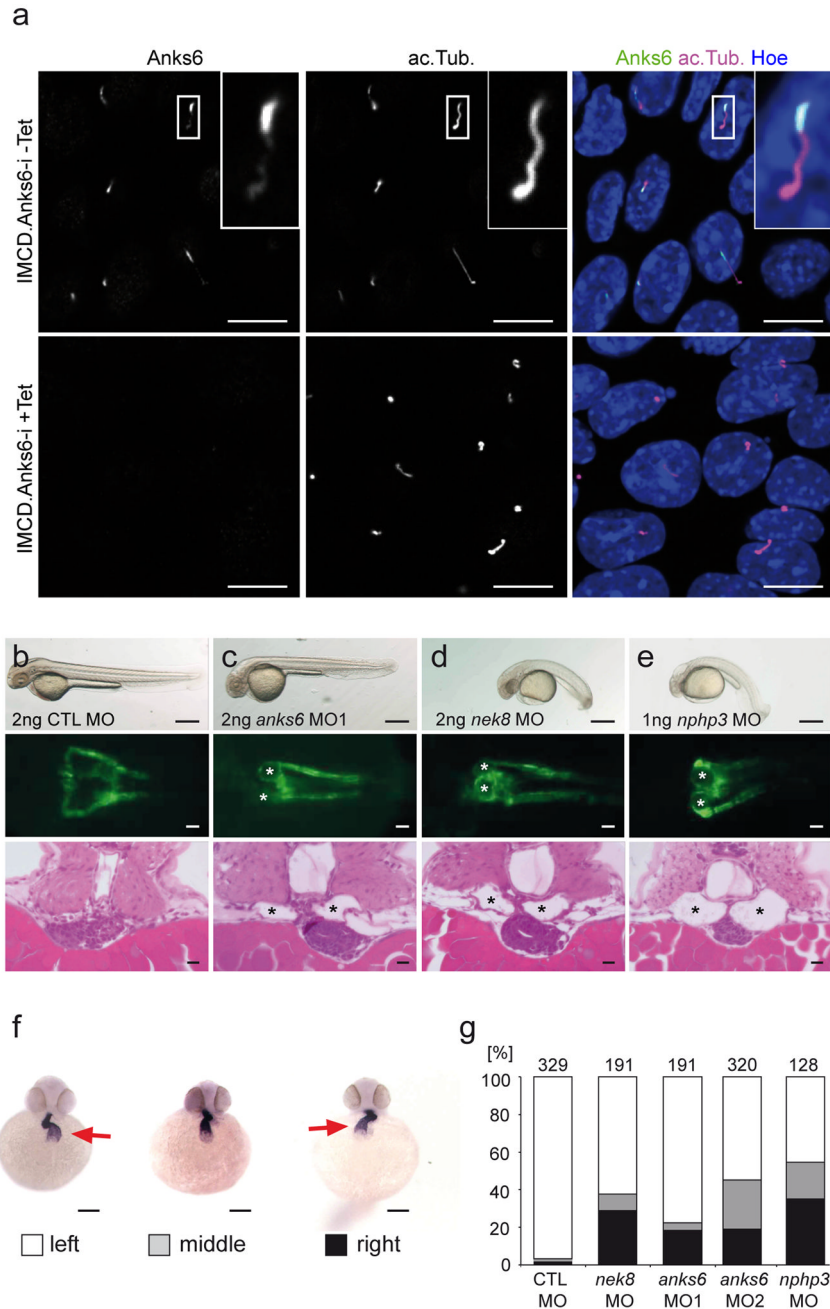 a
Anks6
ac.Tub.
Anks6 ac.Tub. Hoe
IMCD.Anks6-i -Tet
IMCD.Anks6-i +Tet
b
2ng CTL MO
c
2ng anks6 MO1
d
2ng nek8 MO
e
1ng nphp3 MO
* * * * * *
* * * * * *
f
left
middle
right
g
[%]
329 191 191 320 128
100
80
60
40
20
0
CTL MO
nek8 MO
anks6 MO1
anks6 MO2
nphp3 MO